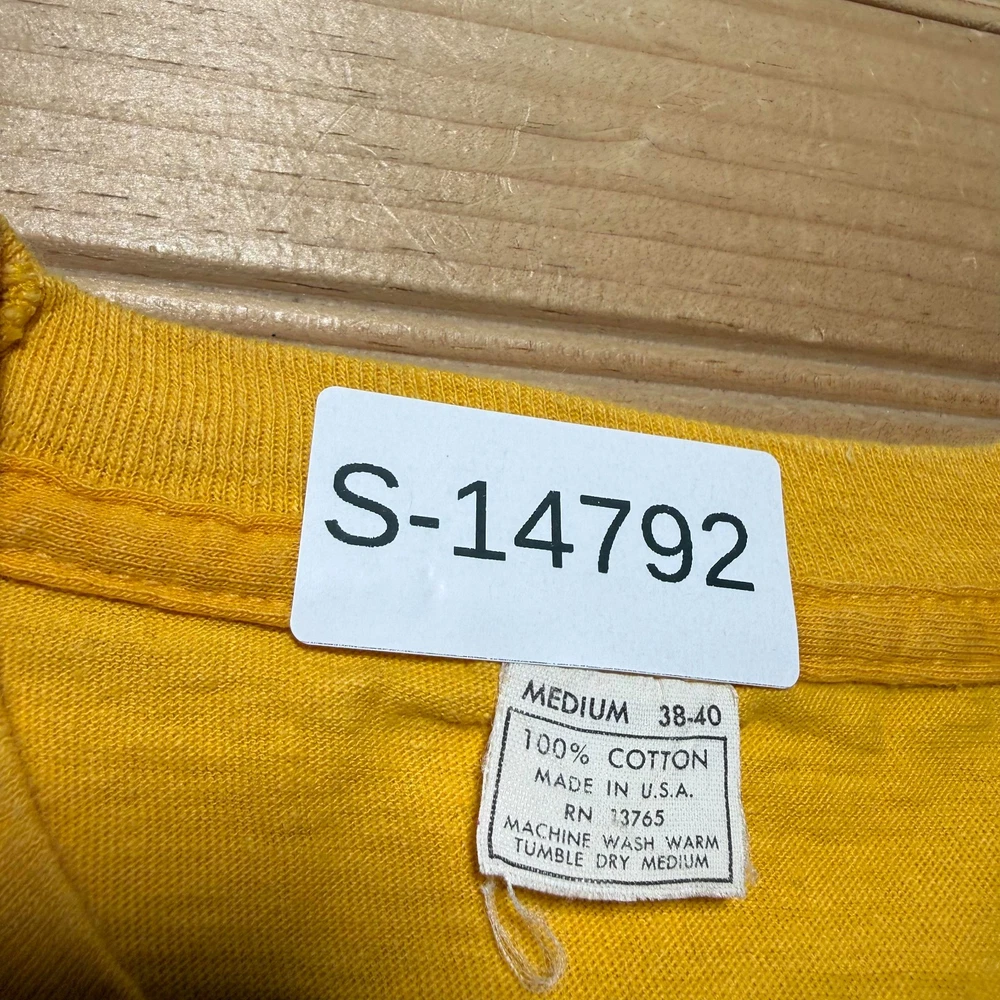 S-14792
MEDIUM 38-40
100% COTTON
MADE IN U.S.A.
RN 13765
MACHINE WASH WARM
TUMBLE DRY MEDIUM